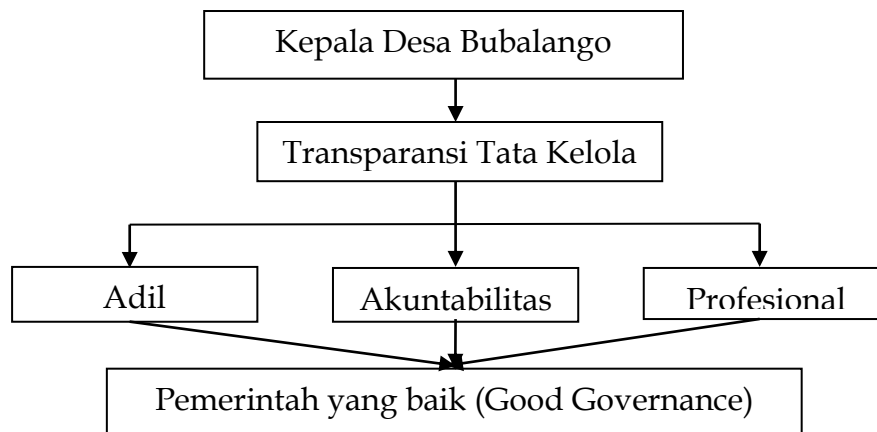 Kepala Desa Bubalango
Transparansi Tata Kelola
Adil
Akuntabilitas
Profesional
Pemerintah yang baik (Good Governance)